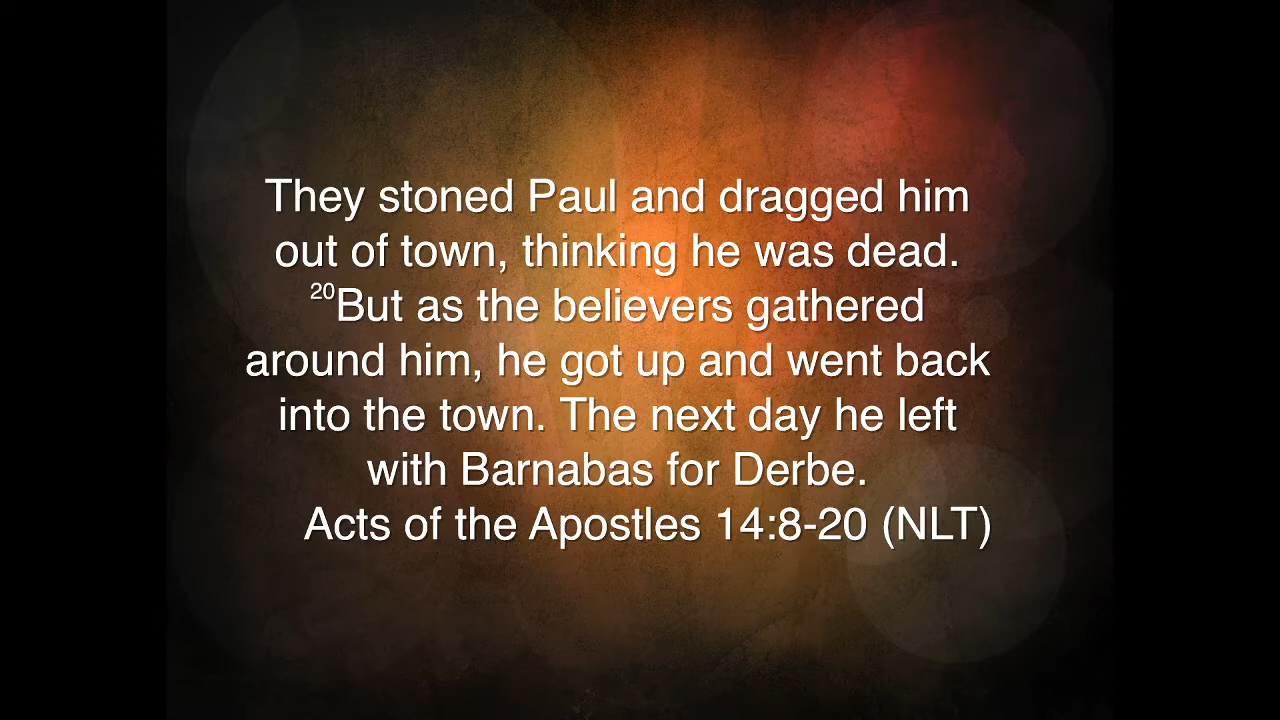 They stoned Paul and dragged him
out of town, thinking he was dead.
20But as the believers gathered
around him, he got up and went back
into the town. The next day he left
with Barnabas for Derbe.
Acts of the Apostles 14:8-20 (NLT)